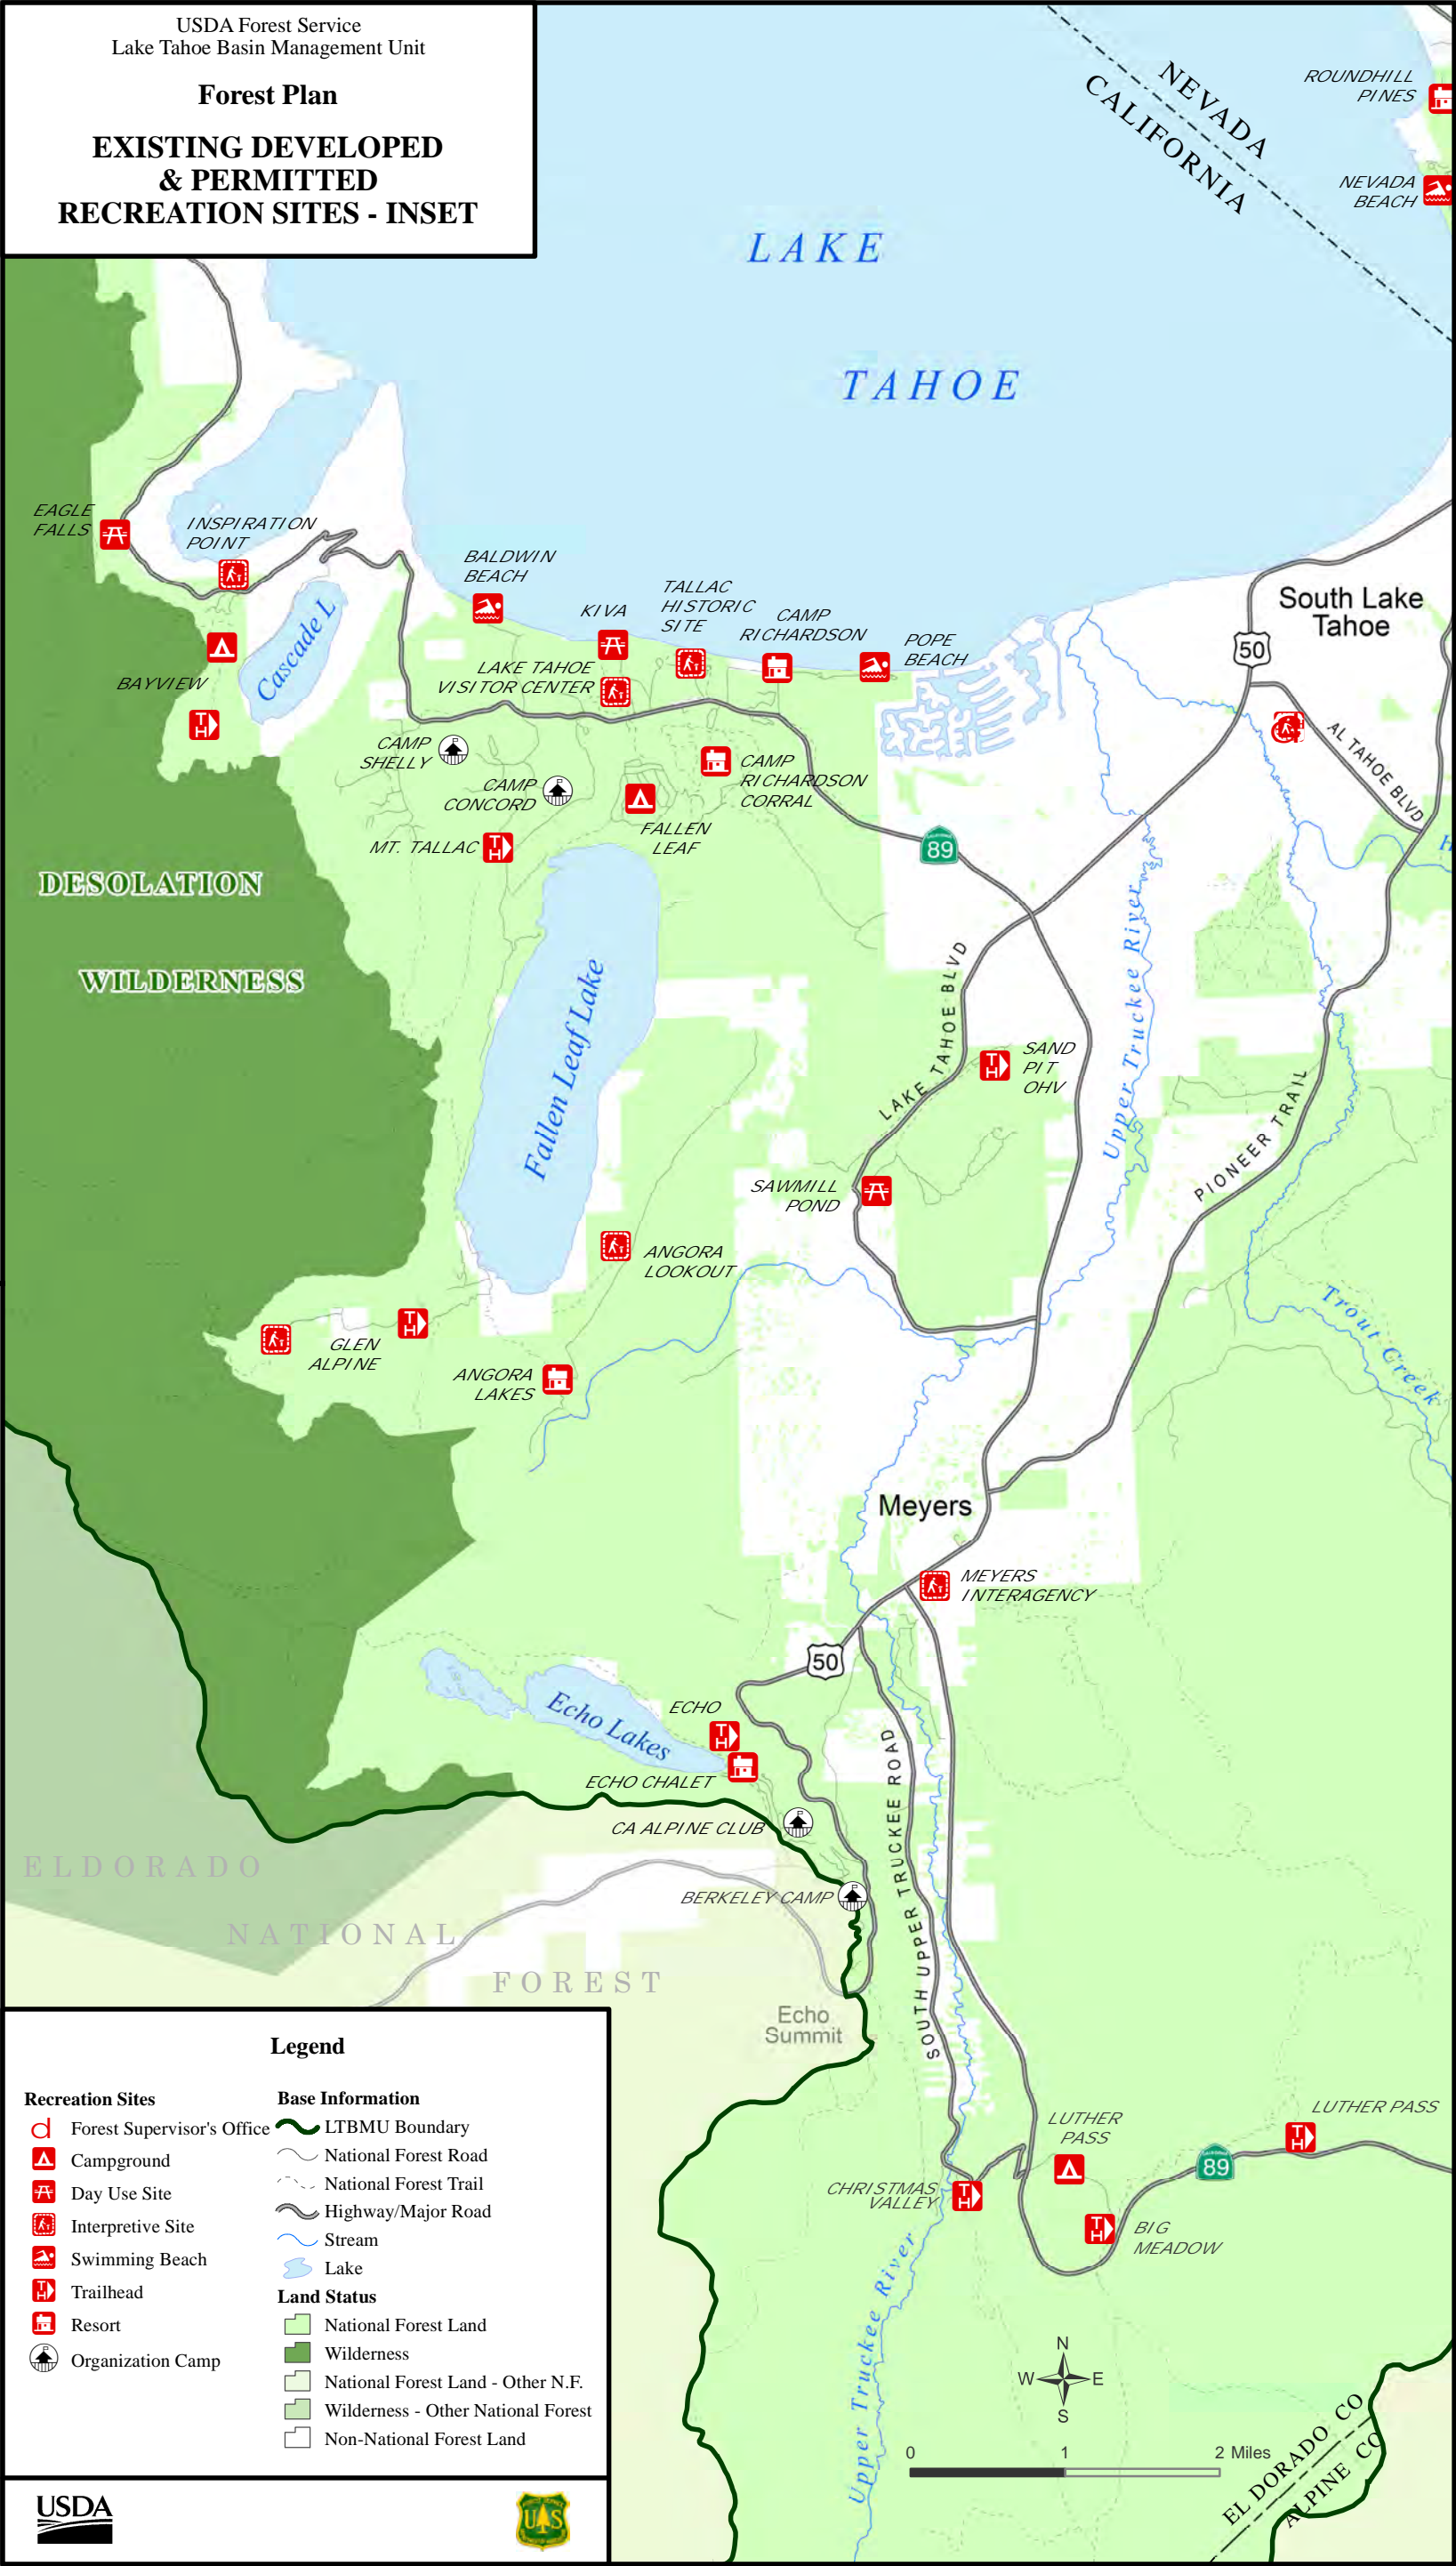 USDA Forest Service
Lake Tahoe Basin Management Unit
Forest Plan
EXISTING DEVELOPED
& PERMITTED
RECREATION SITES - INSET
NEVADA
CALIFORNIA
ROUNDHILL
PINES
NEVADA
BEACH
LAKE
TAHOE
EAGLE
FALLS
INSPIRATION
POINT
BALDWIN
BEACH
KIVA
TALLAC
HISTORIC
SITE
CAMP
RICHARDSON
POPE
BEACH
South Lake
Tahoe
50
Cascade L
BAYVIEW
TH
LAKE TAHOE
VISITOR CENTER
CAMP
SHELLY
CAMP
CONCORD
CAMP
RICHARDSON
CORRAL
AL TAHOE BLVD
MT. TALLAC
TH
FALLEN
LEAF
89
H
DESOLATION
WILDERNESS
Fallen Leaf Lake
LAKE TAHOE BLVD
Upper Truckee River
TH
SAND
PIT
OHV
PIONEER TRAIL
SAWMILL
POND
ANGORA
LOOKOUT
Trout Creek
GLEN
ALPINE
TH
ANGORA
LAKES
Meyers
MEYERS
INTERAGENCY
50
Echo Lakes
ECHO
TH
ECHO CHALET
CA ALPINE CLUB
SOUTH UPPER TRUCKEE ROAD
ELDORADO
NATIONAL
FOREST
BERKELEY CAMP
Echo
Summit
LUTHER
PASS
LUTHER PASS
TH
89
CHRISTMAS
VALLEY
TH
TH
BIG
MEADOW
Upper Truckee River
N
W
E
S
0
1
2 Miles
EL DORADO CO
ALPINE CO
Legend
Recreation Sites
d
Forest Supervisor's Office
Campground
Day Use Site
Interpretive Site
Swimming Beach
TH
Trailhead
Resort
Organization Camp
Base Information
LTBMU Boundary
National Forest Road
National Forest Trail
Highway/Major Road
Stream
Lake
Land Status
National Forest Land
Wilderness
National Forest Land - Other N.F.
Wilderness - Other National Forest
Non-National Forest Land
USDA
U S